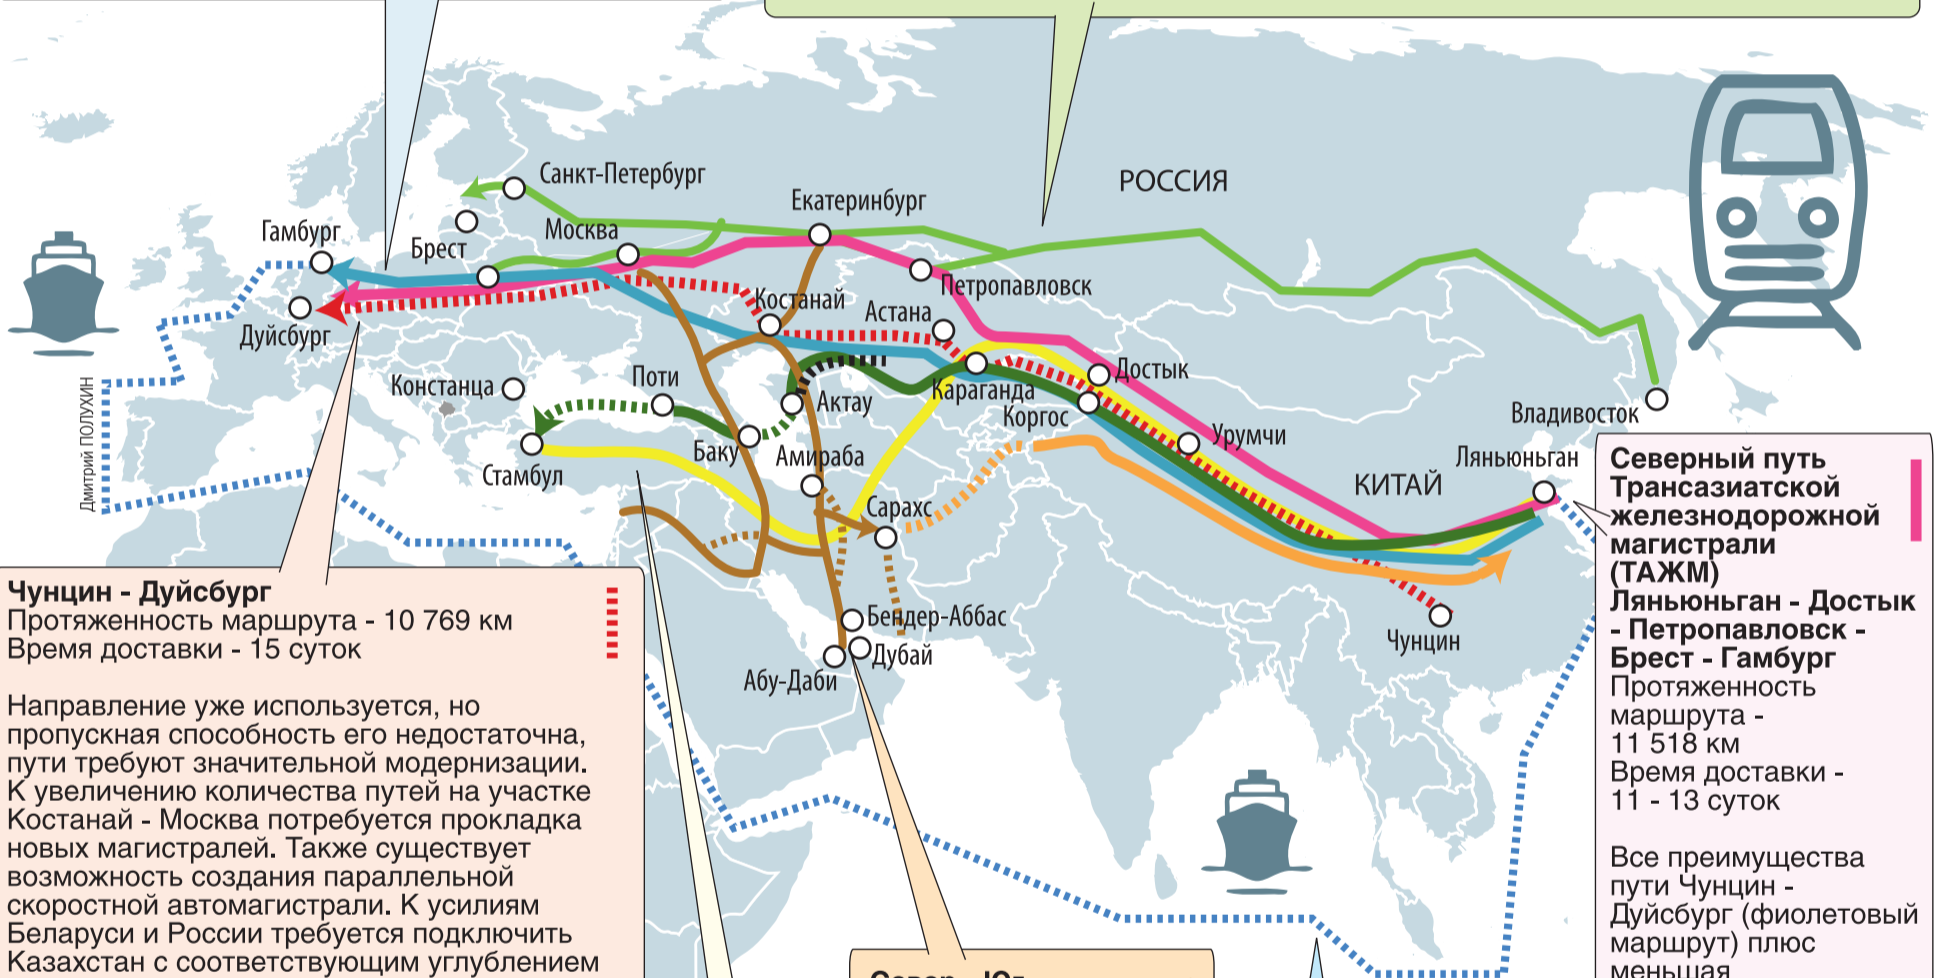 Санкт-Петербург
Екатеринбург
РОССИЯ
Гамбург
Брест
Москва
Петропавловск
Костанай
Астана
Дуйсбург
Констанца
Поти
Актау
Караганда
Достык
Коргос
Владивосток
Стамбул
Баку
Амираба
Урумчи
Сарахс
КИТАЙ
Ляньюньган
Чунцин
Бендер-Аббас
Дубай
Абу-Даби
Дмитрий ПОЛУХИН
Чунцин - Дуйсбург
Протяженность маршрута - 10 769 км
Время доставки - 15 суток
Направление уже используется, но
пропускная способность его недостаточна,
пути требуют значительной модернизации.
К увеличению количества путей на участке
Костанай - Москва потребуется прокладка
новых магистралей. Также существует
возможность создания параллельной
скоростной автомагистрали. К усилиям
Беларуси и России требуется подключить
Казахстан с соответствующим углублением
Северный путь
Трансазиатской
железнодорожной
магистрали
(ТАЖМ)
Ляньюньган - Достык
- Петропавловск -
Брест - Гамбург
Протяженность
маршрута -
11 518 км
Время доставки -
11 - 13 суток
Все преимущества
пути Чунцин -
Дуйсбург (фиолетовый
маршрут) плюс
меньшая